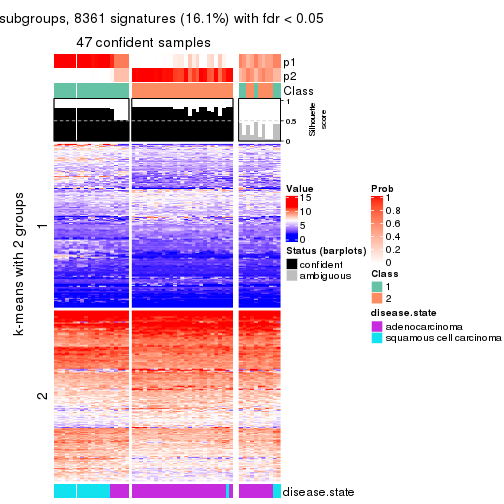 subgroups, 8361 signatures (16.1%) with fdr < 0.05
47 confident samples
p1
p2
Class
1
0.5
0
Silhouette
score
k-means with 2 groups
1
2
Value
15
10
5
0
Status (barplots)
confident
ambiguous
Prob
1
0.8
0.6
0.4
0.2
0
Class
1
2
disease.state
adenocarcinoma
squamous cell carcinoma
disease.state